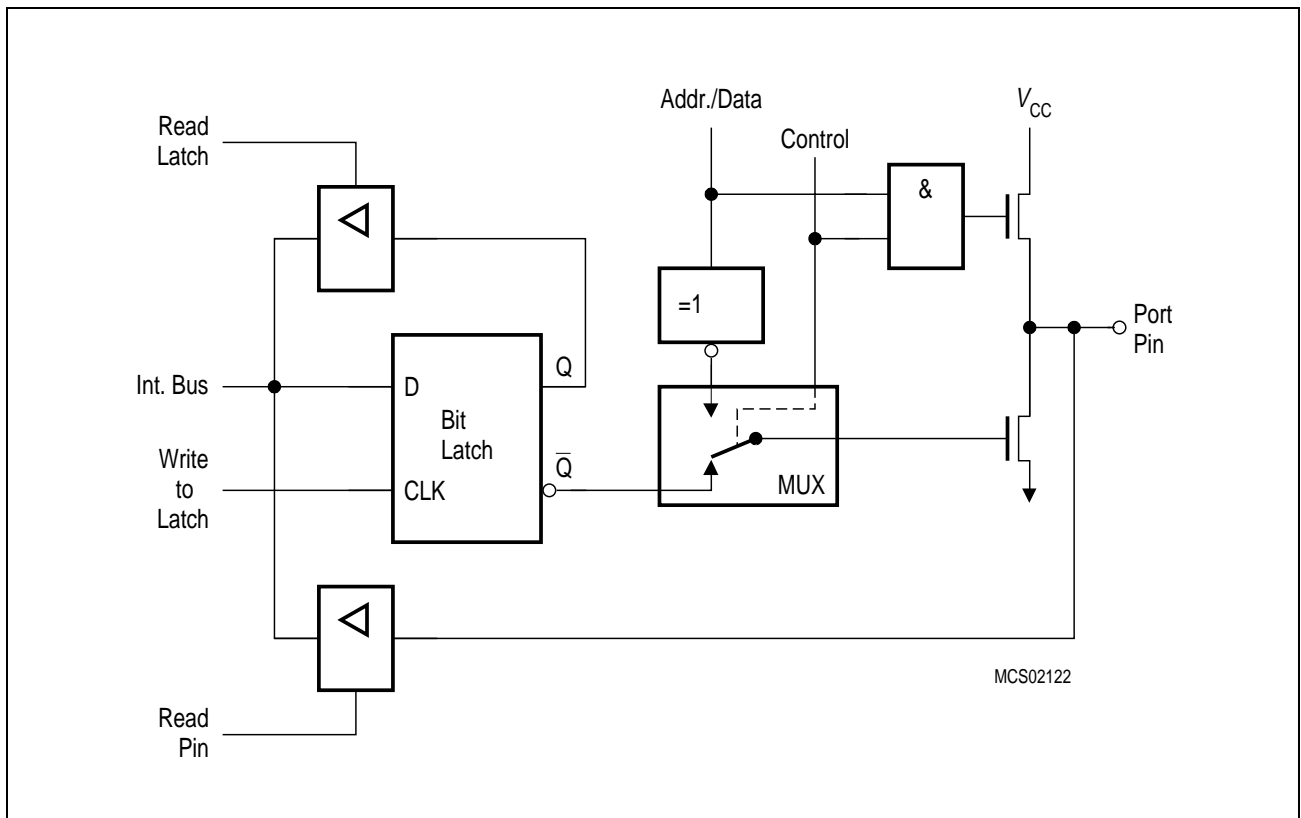 Addr./Data
V
CC
Read
Latch
Control
&
=1
Port
Pin
Int. Bus
D
Q
Bit
Latch
Write
to
Latch
CLK
Q̅
MUX
MCS02122
Read
Pin